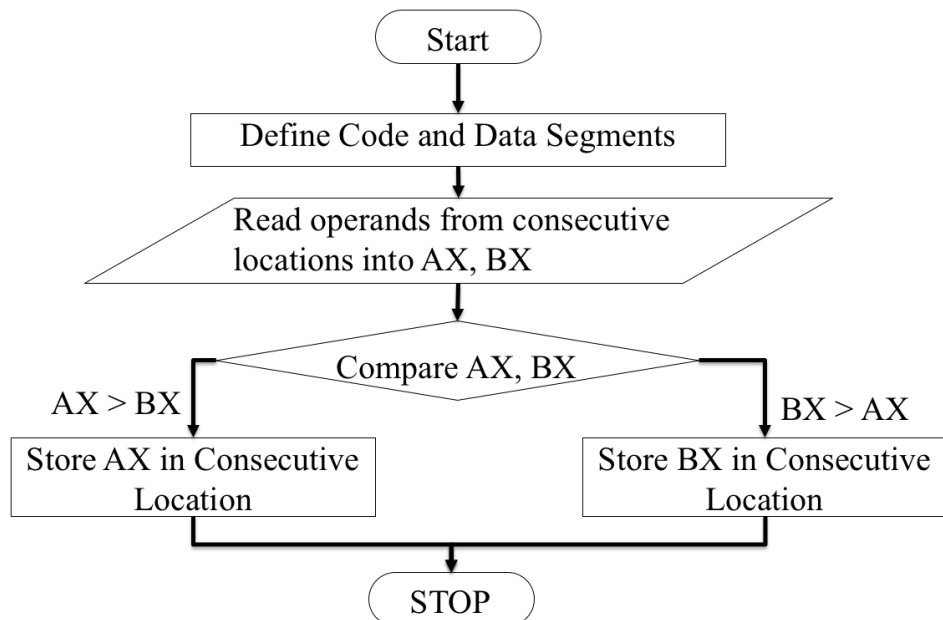 Start
Define Code and Data Segments
Read operands from consecutive
locations into AX, BX
Compare AX, BX
AX > BX
BX > AX
Store AX in Consecutive
Location
Store BX in Consecutive
Location
STOP